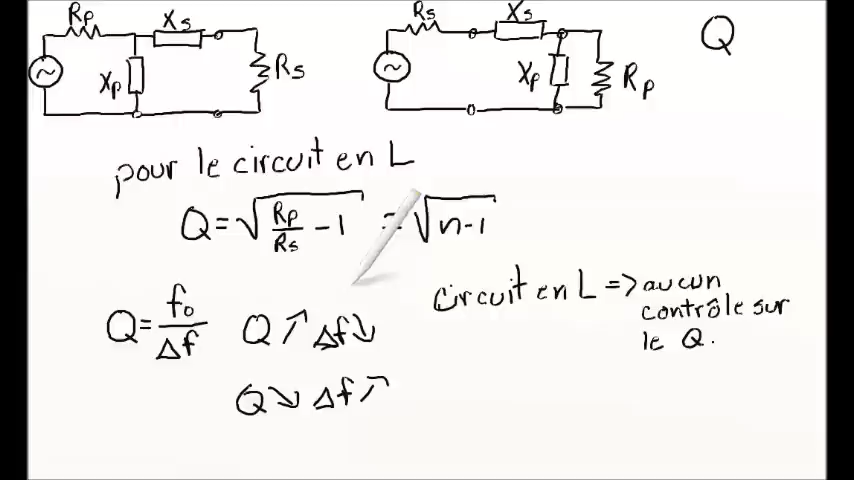 Rp Xs Xp Rs
Rs Xs Xp Rp
Q
pour le circuit en L
Q = √(Rp/Rs - 1) = √(n-1)
Q = f₀/Δf Q ↗ Δf ↘
Q ↘ Δf ↗
Circuit en L => aucun
contrôle sur
le Q.